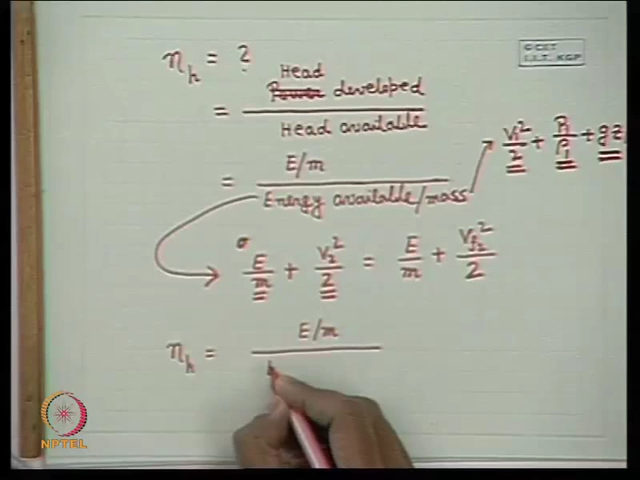 © CET
I.I.T. KGP
η_h = ?
= Head Power developed / Head available
= E/m / Energy available/mass → V₁²/2 + P₁/ρ₁ + gz
E/m + V₂²/2 = E/m + V_f₂²/2
η_h = E/m
NPTEL